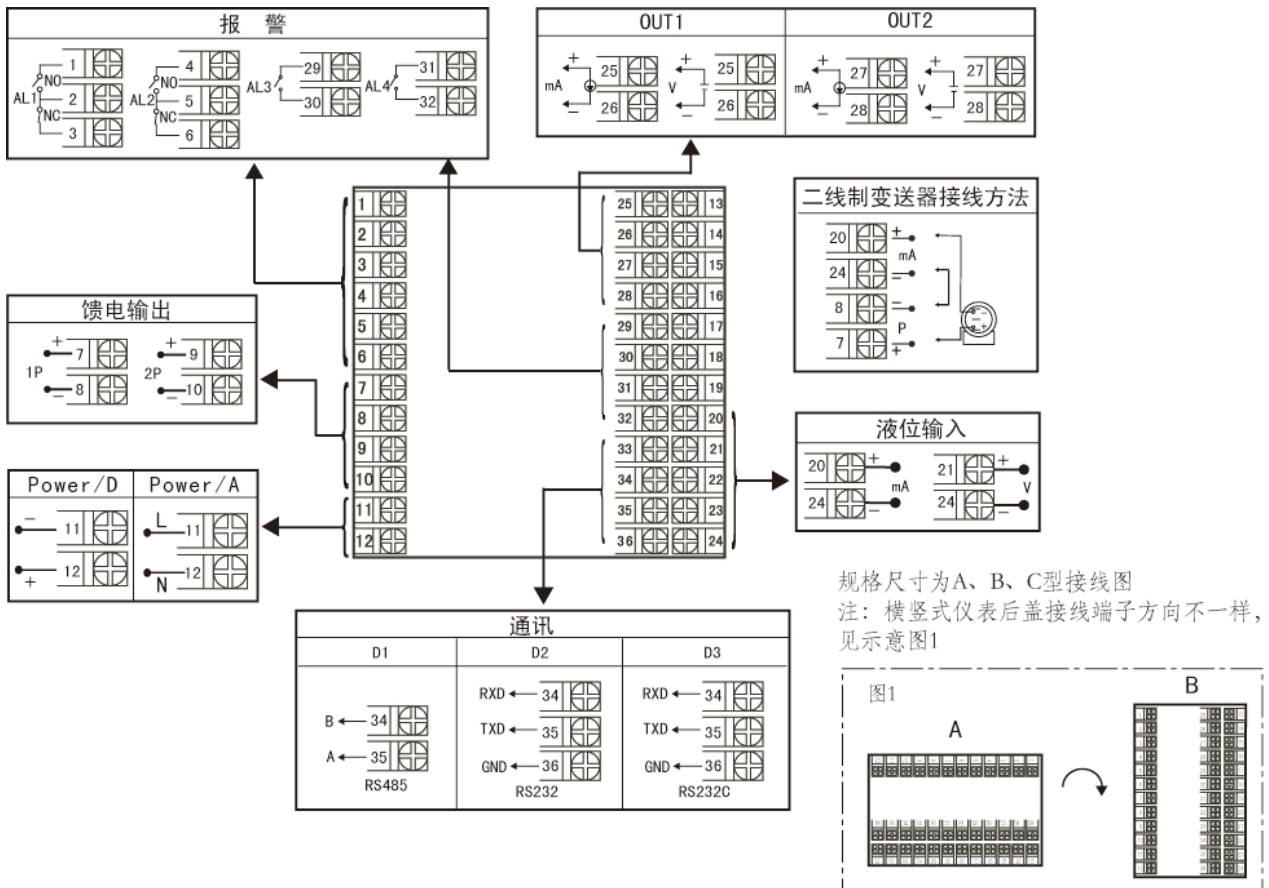 报 警
1
NO
AL1
2
NC
3
4
NO
AL2
5
NC
6
29
AL3
30
31
AL4
32
OUT1
OUT2
+
mA
−
25
26
+
V
−
25
26
+
mA
−
27
28
+
V
−
27
28
1
2
3
4
5
6
7
8
9
10
11
12
25 13
26 14
27 15
28 16
29 17
30 18
31 19
32 20
33 21
34 22
35 23
36 24
二线制变送器接线方法
20 +
mA
24 −
8 −
P
7 +
馈电输出
+ 7
1P
− 8
+ 9
2P
− 10
Power/D
Power/A
− 11
+ 12
L 11
N 12
液位输入
20 +
mA
24 −
21 +
V
24 −
通讯
D1
D2
D3
B 34
A 35
RS485
RXD 34
TXD 35
GND 36
RS232
RXD 34
TXD 35
GND 36
RS232C
规格尺寸为A、B、C型接线图
注：横竖式仪表后盖接线端子方向不一样，
见示意图1
图1
A
B